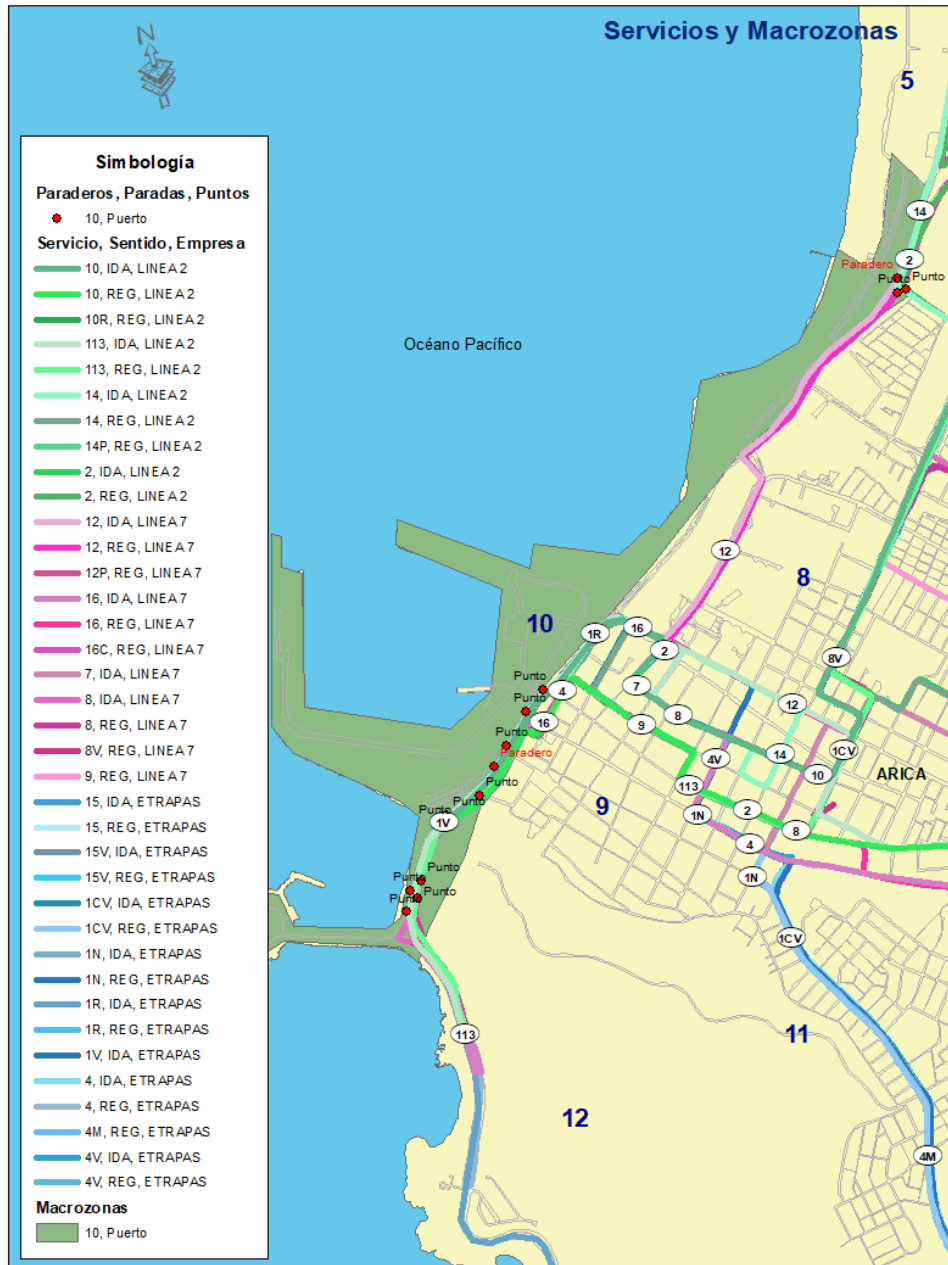 Servicios y Macrozonas
N
Simbología
Paraderos, Paradas, Puntos
10, Puerto
Servicio, Sentido, Empresa
10, IDA, LINEA 2
10, REG, LINEA 2
10R, REG, LINEA 2
113, IDA, LINEA 2
113, REG, LINEA 2
14, IDA, LINEA 2
14, REG, LINEA 2
14P, REG, LINEA 2
2, IDA, LINEA 2
2, REG, LINEA 2
12, IDA, LINEA 7
12, REG, LINEA 7
12P, REG, LINEA 7
16, IDA, LINEA 7
16, REG, LINEA 7
16C, REG, LINEA 7
7, IDA, LINEA 7
8, IDA, LINEA 7
8, REG, LINEA 7
8V, REG, LINEA 7
9, REG, LINEA 7
15, IDA, ETRAPAS
15, REG, ETRAPAS
15V, IDA, ETRAPAS
15V, REG, ETRAPAS
1CV, IDA, ETRAPAS
1CV, REG, ETRAPAS
1N, IDA, ETRAPAS
1N, REG, ETRAPAS
1R, IDA, ETRAPAS
1R, REG, ETRAPAS
1V, IDA, ETRAPAS
4, IDA, ETRAPAS
4, REG, ETRAPAS
4M, REG, ETRAPAS
4V, IDA, ETRAPAS
4V, REG, ETRAPAS
Macrozonas
10, Puerto
5
14
2
Paradero
Punto
Punto
Océano Pacífico
12
8
10
1R
16
2
8V
Punto
4
7
Punto
16
8
9
12
1CV
Punto
Paradero
14
10
4V
ARICA
Punto
113
9
2
1N
Punto
1V
8
4
1N
Punto
Punto
Punto
Punto
1CV
113
11
12
4M